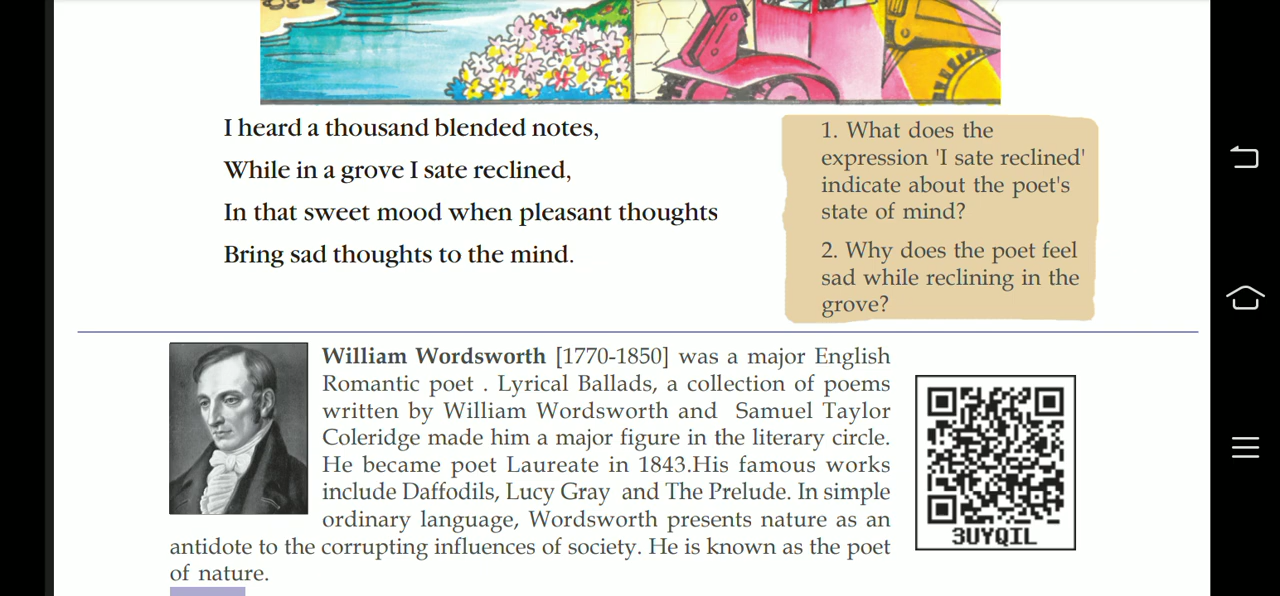 I heard a thousand blended notes,
While in a grove I sate reclined,
In that sweet mood when pleasant thoughts
Bring sad thoughts to the mind.
1. What does the
expression 'I sate reclined'
indicate about the poet's
state of mind?
2. Why does the poet feel
sad while reclining in the
grove?
William Wordsworth [1770-1850] was a major English
Romantic poet . Lyrical Ballads, a collection of poems
written by William Wordsworth and Samuel Taylor
Coleridge made him a major figure in the literary circle.
He became poet Laureate in 1843.His famous works
include Daffodils, Lucy Gray and The Prelude. In simple
ordinary language, Wordsworth presents nature as an
antidote to the corrupting influences of society. He is known as the poet
of nature.
3UYQIL